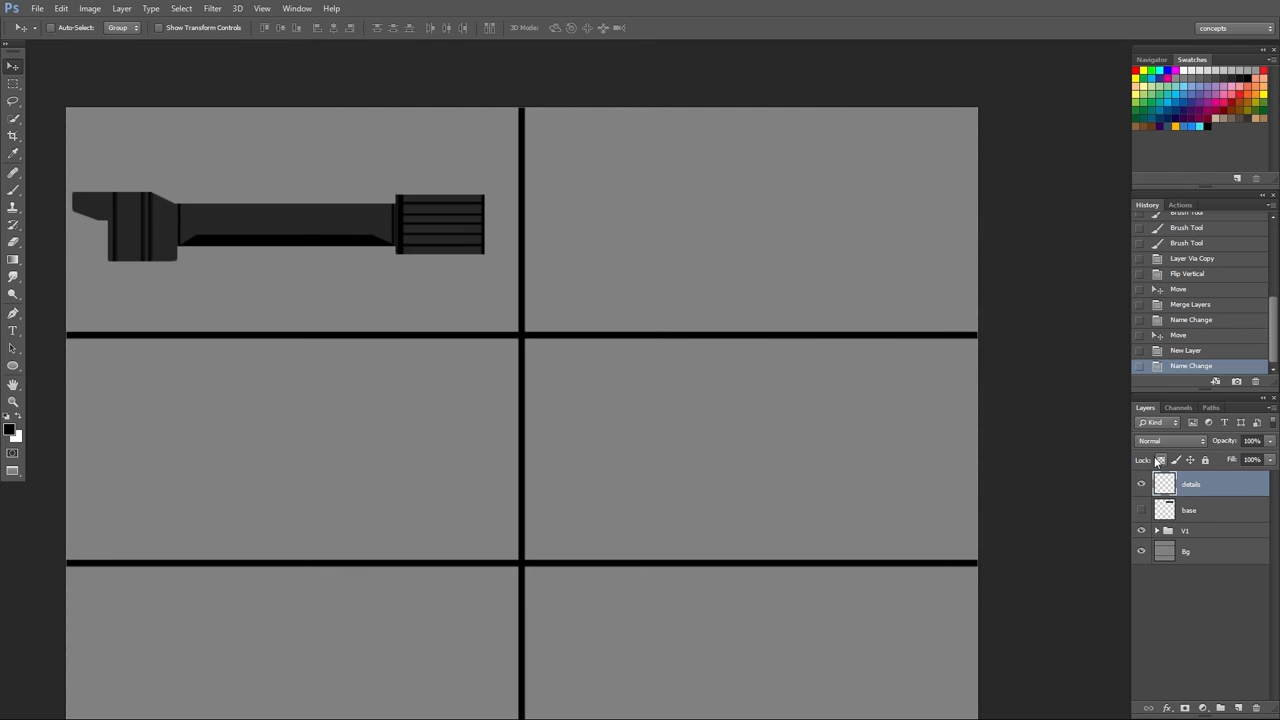 Ps File Edit Image Layer Type Select Filter 3D View Window Help
Auto-Select: Group Show Transform Controls 3D Mode: concepts
Navigator Swatches
History Actions
Brush Tool
Brush Tool
Brush Tool
Layer Via Copy
Flip Vertical
Move
Merge Layers
Name Change
Move
New Layer
Name Change
Layers Channels Paths
Kind T
Normal Opacity: 100%
Lock: Fill: 100%
details
base
V1
Bg
T
fx